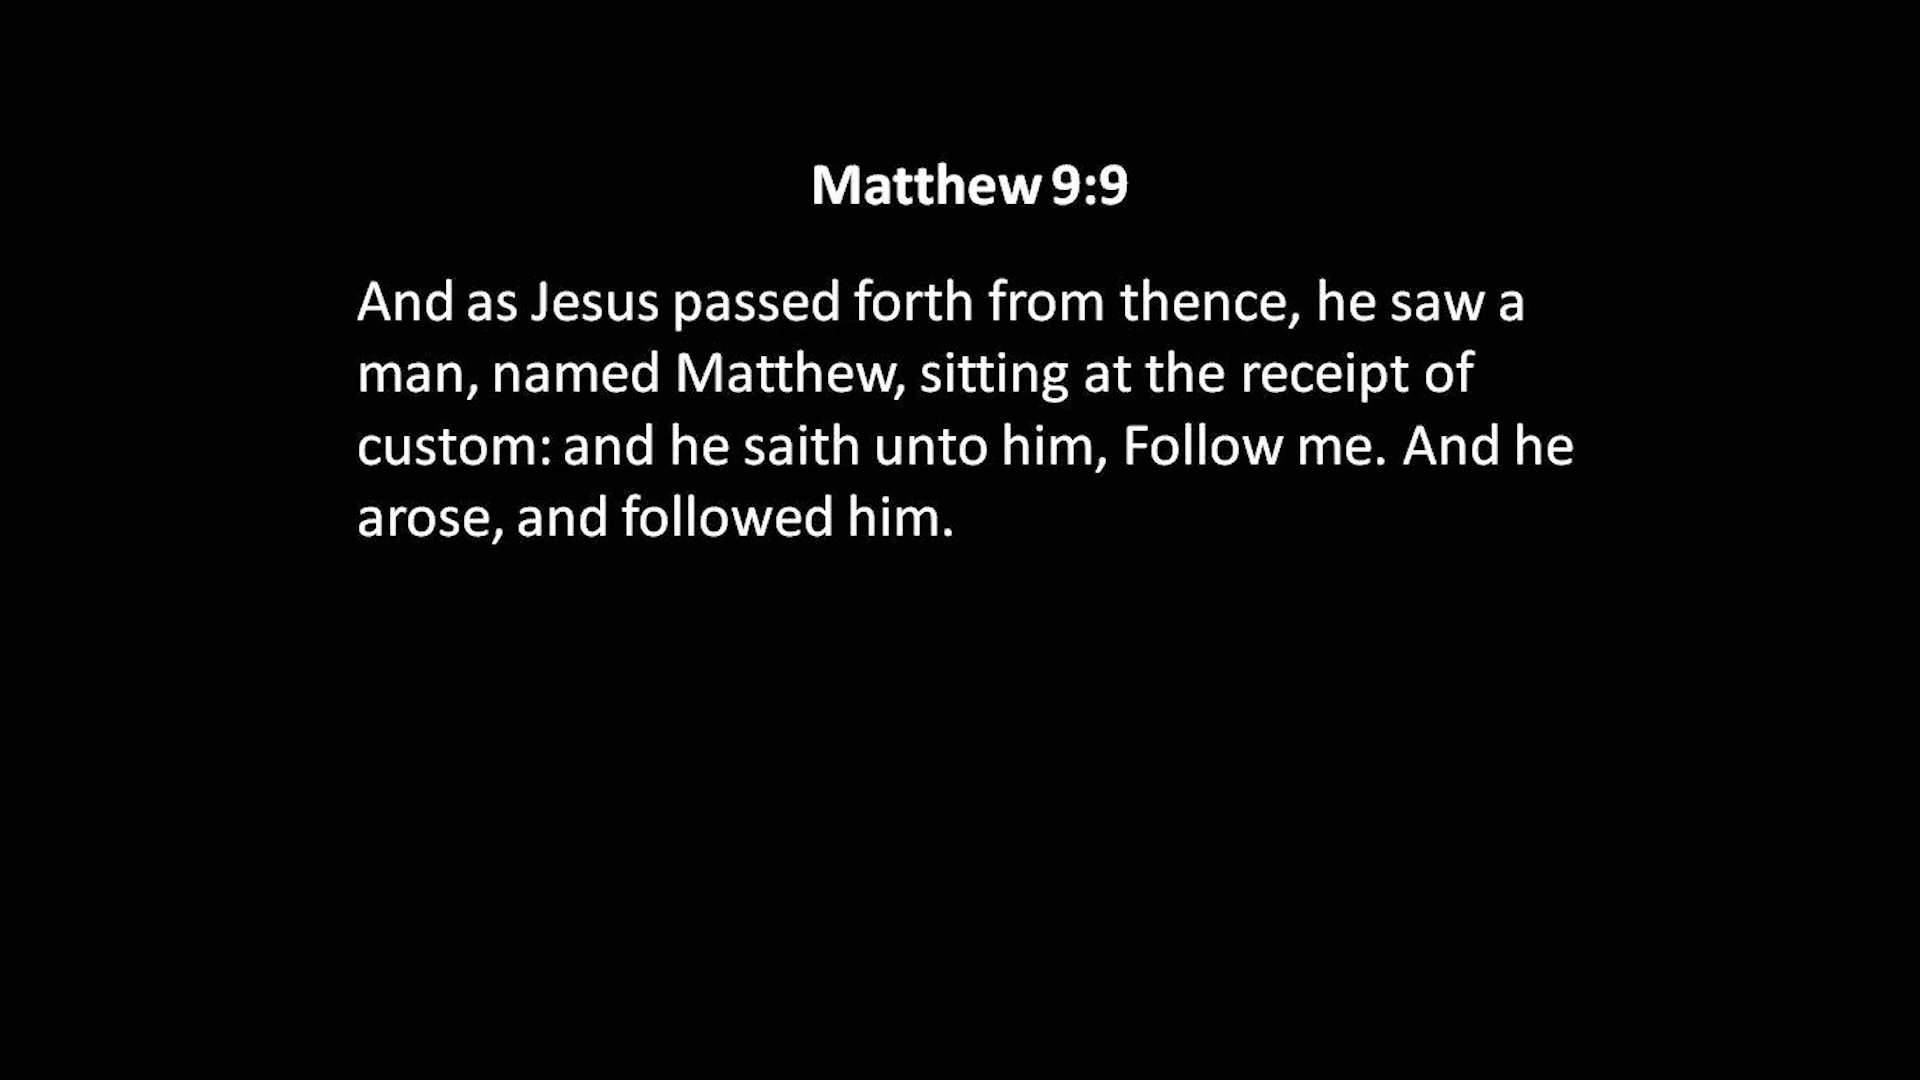 Matthew 9:9
And as Jesus passed forth from thence, he saw a
man, named Matthew, sitting at the receipt of
custom: and he saith unto him, Follow me. And he
arose, and followed him.